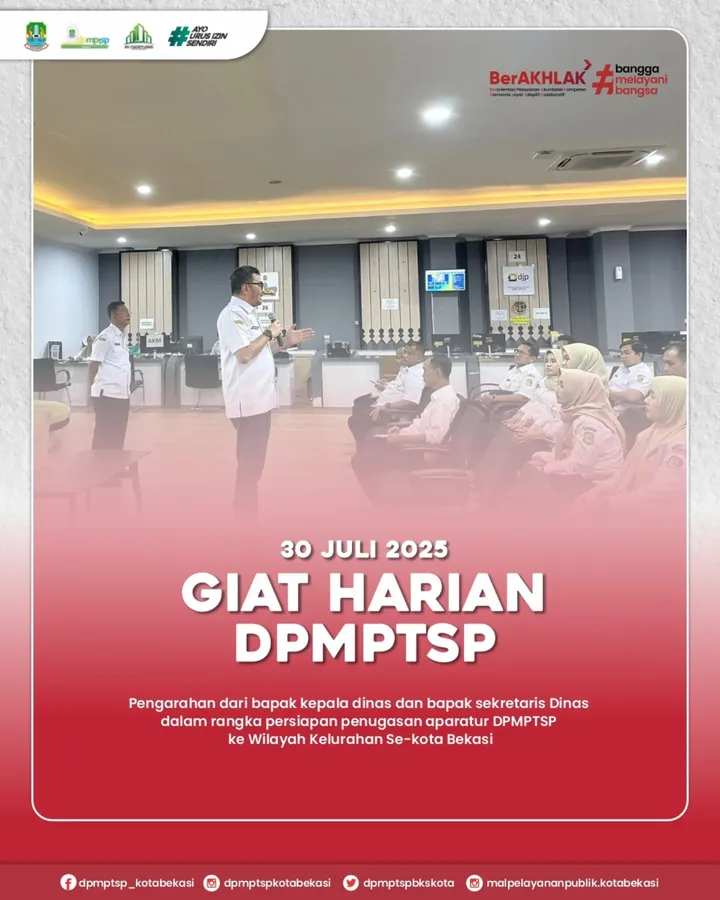 dpmptsp
# AYO
URUS IZIN
SENDIRI
BerAKHLAK
# bangga
melayani
bangsa
24
djp
26
AKM
30 JULI 2025
GIAT HARIAN
DPMPTSP
Pengarahan dari bapak kepala dinas dan bapak sekretaris Dinas
dalam rangka persiapan penugasan aparatur DPMPTSP
ke Wilayah Kelurahan Se-kota Bekasi
dpmptsp_kotabekasi dpmptspkotabekasi dpmptspbkskota malpelayananpublik.kotabekasi